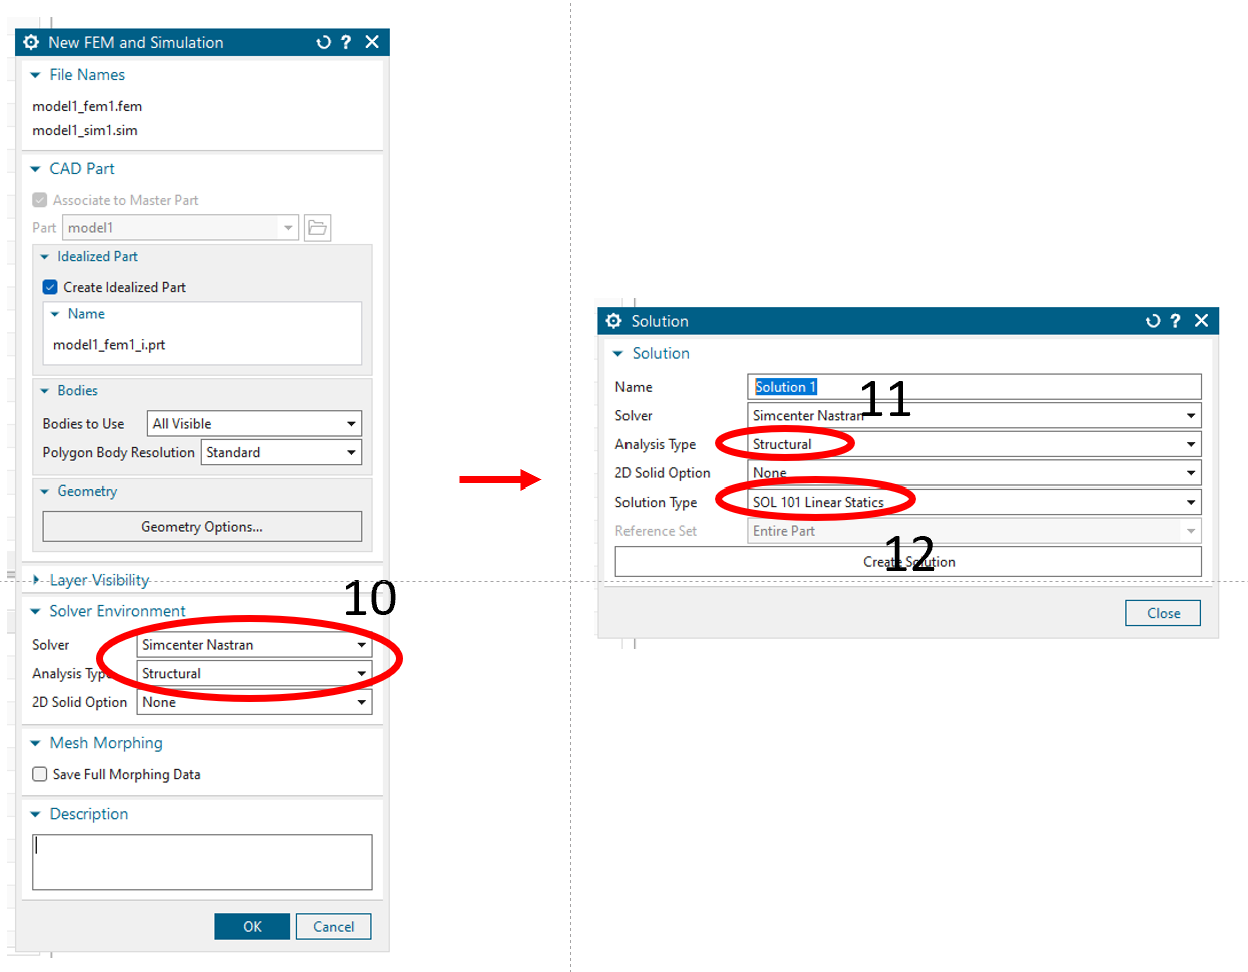 New FEM and Simulation
File Names
model1_fem1.fem
model1_sim1.sim
CAD Part
Associate to Master Part
Part model1
Idealized Part
Create Idealized Part
Name
model1_fem1_i.prt
Bodies
Bodies to Use All Visible
Polygon Body Resolution Standard
Geometry
Geometry Options...
Layer Visibility
10
Solver Environment
Solver Simcenter Nastran
Analysis Type Structural
2D Solid Option None
Mesh Morphing
Save Full Morphing Data
Description
OK Cancel
Solution
Solution
Name Solution 1
11
Solver Simcenter Nastran
Analysis Type Structural
2D Solid Option None
Solution Type SOL 101 Linear Statics
Reference Set Entire Part
12
Create Solution
Close